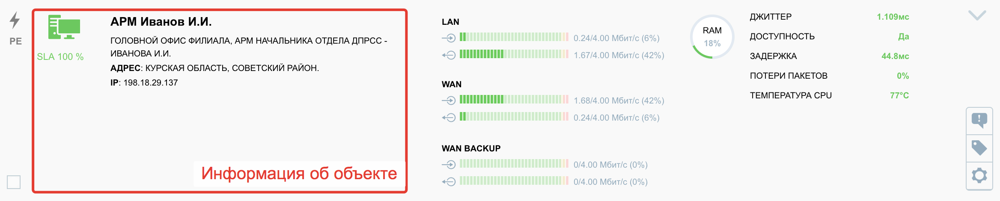 PE
SLA 100 %
АРМ Иванов И.И.
ГОЛОВНОЙ ОФИС ФИЛИАЛА, АРМ НАЧАЛЬНИКА ОТДЕЛА ДПРСС -
ИВАНОВА И.И.
АДРЕС: КУРСКАЯ ОБЛАСТЬ, СОВЕТСКИЙ РАЙОН.
IP: 198.18.29.137
Информация об объекте
LAN
0.24/4.00 Мбит/с (6%)
1.67/4.00 Мбит/с (42%)
WAN
1.68/4.00 Мбит/с (42%)
0.24/4.00 Мбит/с (6%)
WAN BACKUP
0/4.00 Мбит/с (0%)
0/4.00 Мбит/с (0%)
RAM
18%
ДЖИТТЕР 1.109мс
ДОСТУПНОСТЬ Да
ЗАДЕРЖКА 44.8мс
ПОТЕРИ ПАКЕТОВ 0%
ТЕМПЕРАТУРА CPU 77°C